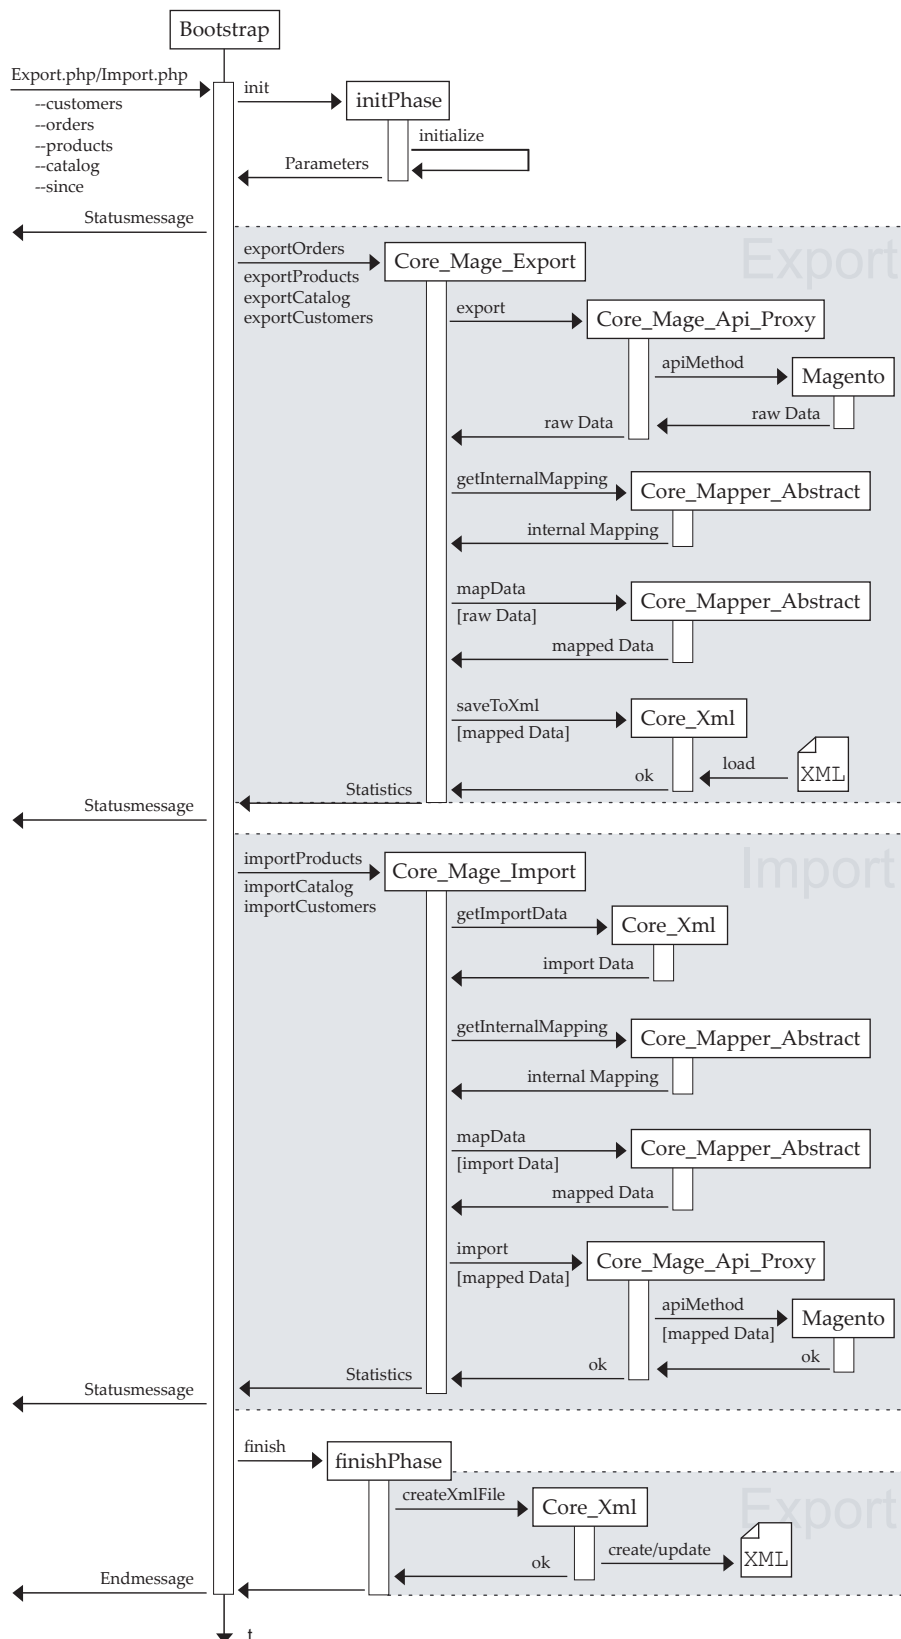 Bootstrap
Export.php/Import.php
--customers
--orders
--products
--catalog
--since
init
initPhase
initialize
Parameters
Statusmessage
Export
exportOrders
exportProducts
exportCatalog
exportCustomers
Core_Mage_Export
export
Core_Mage_Api_Proxy
apiMethod
Magento
raw Data
raw Data
getInternalMapping
Core_Mapper_Abstract
internal Mapping
mapData
[raw Data]
Core_Mapper_Abstract
mapped Data
saveToXml
[mapped Data]
Core_Xml
load
XML
ok
Statistics
Statusmessage
Import
importProducts
importCatalog
importCustomers
Core_Mage_Import
getImportData
Core_Xml
import Data
getInternalMapping
Core_Mapper_Abstract
internal Mapping
mapData
[import Data]
Core_Mapper_Abstract
mapped Data
import
[mapped Data]
Core_Mage_Api_Proxy
apiMethod
[mapped Data]
Magento
ok
ok
Statistics
Statusmessage
finish
finishPhase
Export
createXmlFile
Core_Xml
create/update
XML
ok
Endmessage
t